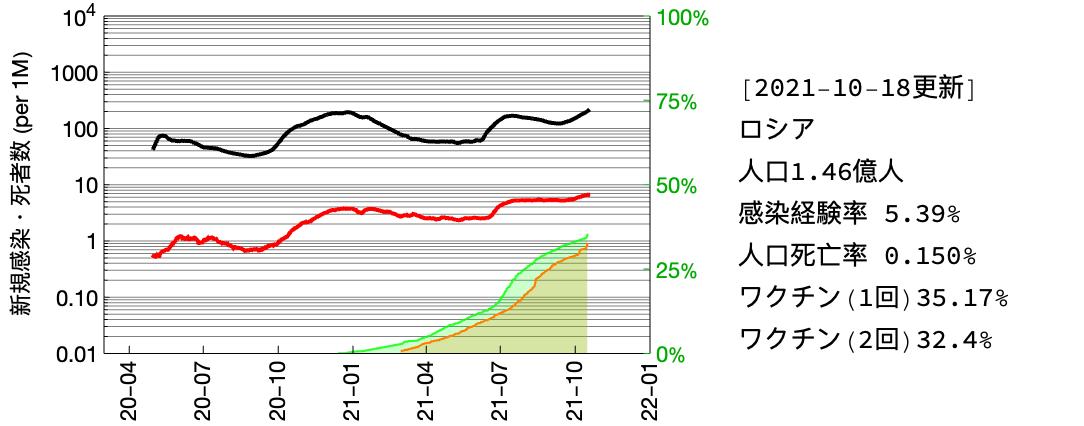 新規感染・死者数 (per 1M)
10^4
1000
100
10
1
0.10
0.01
100%
75%
50%
25%
0%
20-04
20-07
20-10
21-01
21-04
21-07
21-10
22-01
[2021-10-18更新]
ロシア
人口1.46億人
感染経験率 5.39%
人口死亡率 0.150%
ワクチン(1回)35.17%
ワクチン(2回)32.4%